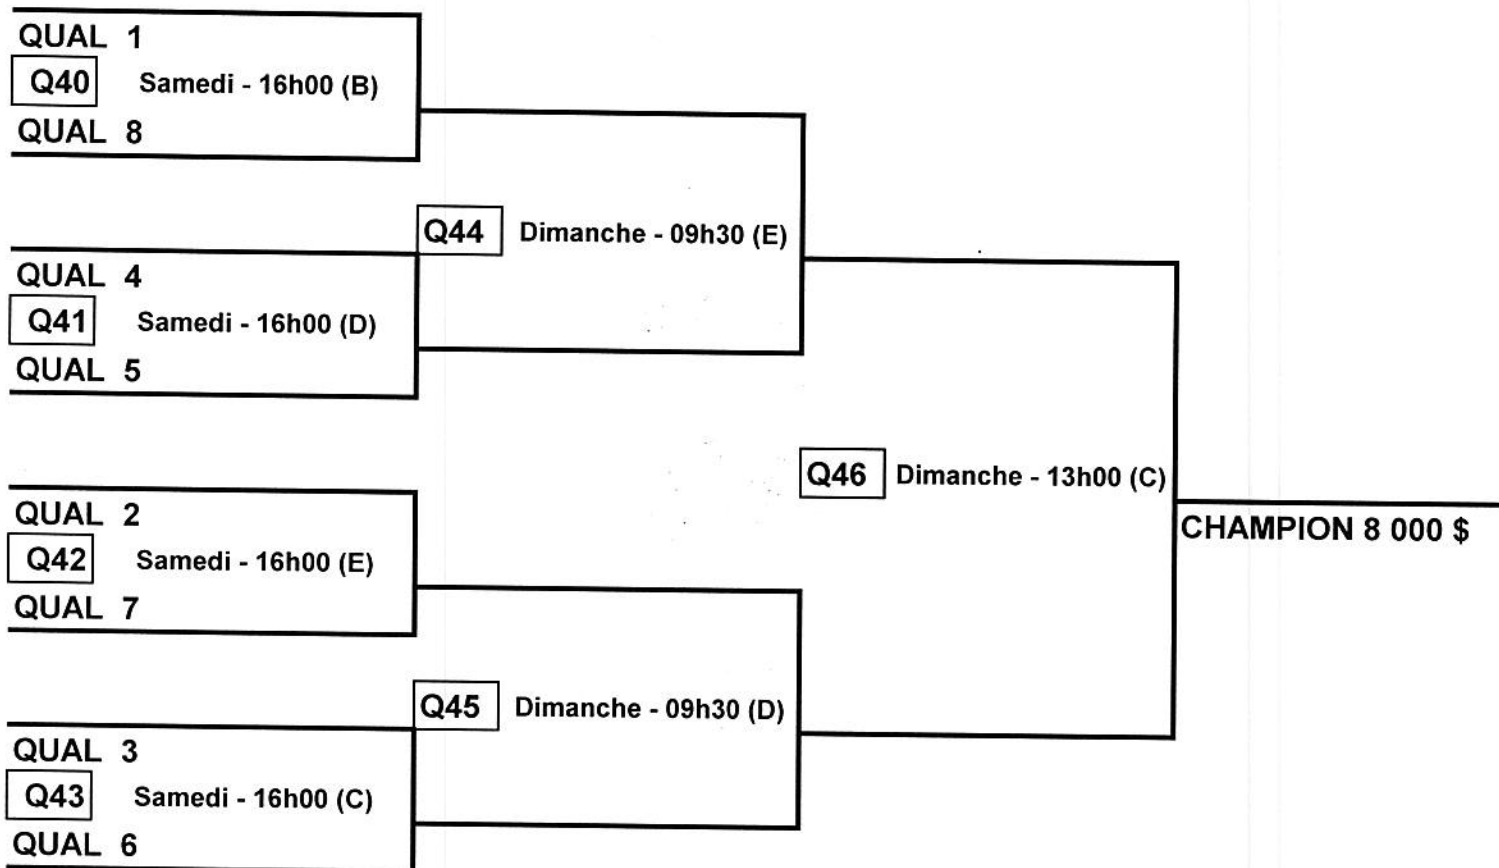 QUAL 1
Q40 Samedi - 16h00 (B)
QUAL 8
Q44 Dimanche - 09h30 (E)
QUAL 4
Q41 Samedi - 16h00 (D)
QUAL 5
Q46 Dimanche - 13h00 (C)
QUAL 2
CHAMPION 8 000 $
Q42 Samedi - 16h00 (E)
QUAL 7
Q45 Dimanche - 09h30 (D)
QUAL 3
Q43 Samedi - 16h00 (C)
QUAL 6